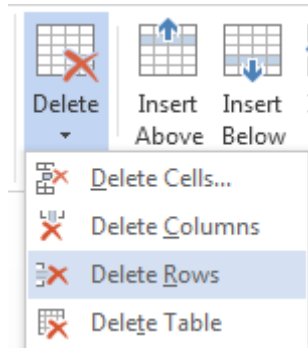 Delete Insert Insert
Above Below
Delete Cells...
Delete Columns
Delete Rows
Delete Table